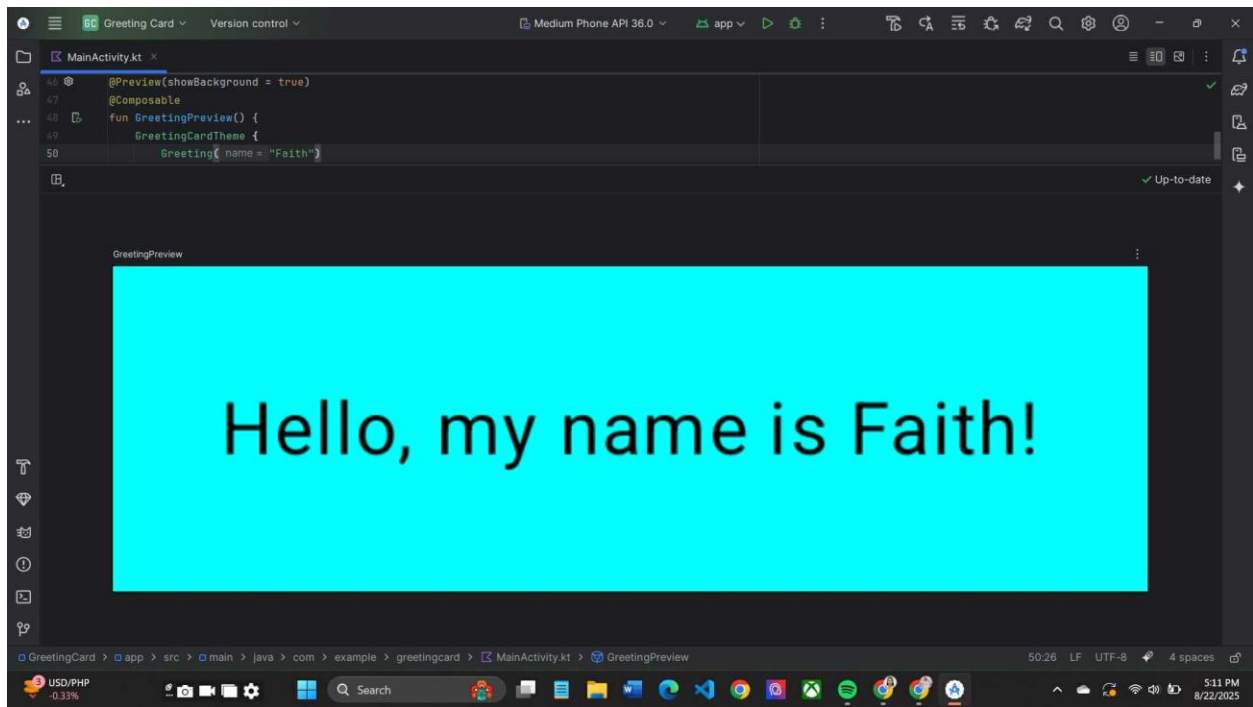 GC Greeting Card Version control Medium Phone API 36.0 app
MainActivity.kt
46 @Preview(showBackground = true)
47 @Composable
48 fun GreetingPreview() {
49 GreetingCardTheme {
50 Greeting( name = "Faith")
Up-to-date
GreetingPreview
Hello, my name is Faith!
GreetingCard > app > src > main > java > com > example > greetingcard > MainActivity.kt > GreetingPreview 50:26 LF UTF-8 4 spaces
3 USD/PHP
-0.33%
Search
5:11 PM
8/22/2025